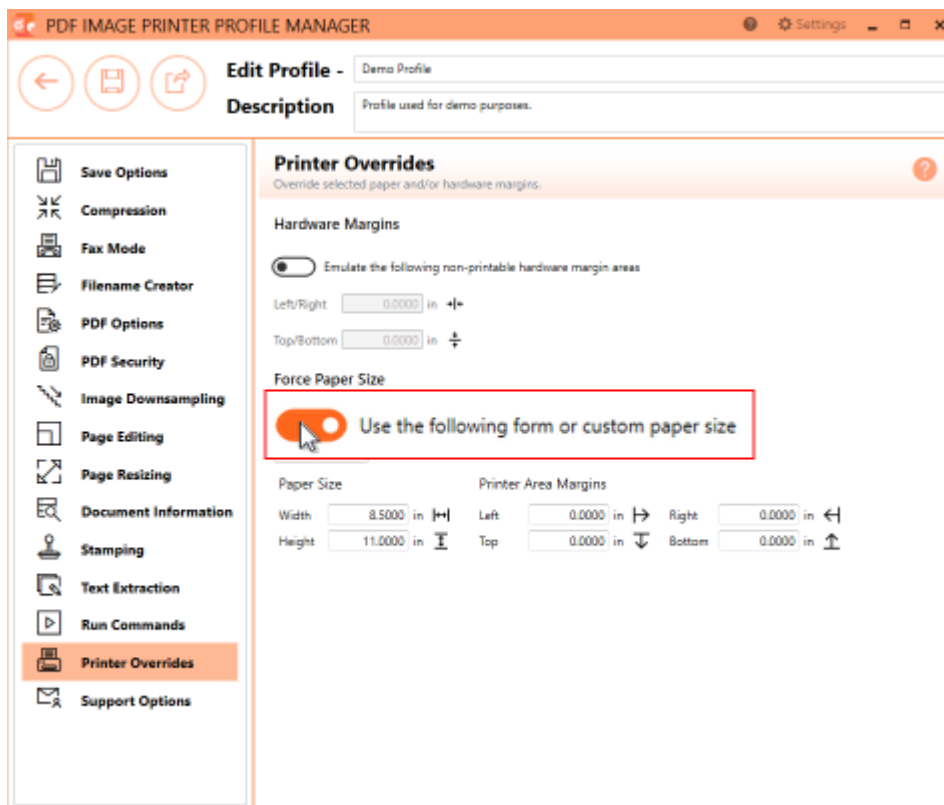 PDF IMAGE PRINTER PROFILE MANAGER
Settings
Edit Profile -
Demo Profile
Description
Profile used for demo purposes.
Save Options
Compression
Fax Mode
Filename Creator
PDF Options
PDF Security
Image Downsampling
Page Editing
Page Resizing
Document Information
Stamping
Text Extraction
Run Commands
Printer Overrides
Support Options
Printer Overrides
Override selected paper and/or hardware margins.
Hardware Margins
Emulate the following non-printable hardware margin areas
Left/Right 0.0000 in
Top/Bottom 0.0000 in
Force Paper Size
Use the following form or custom paper size
Paper Size Printer Area Margins
Width 8.5000 in Left 0.0000 in Right 0.0000 in
Height 11.0000 in Top 0.0000 in Bottom 0.0000 in